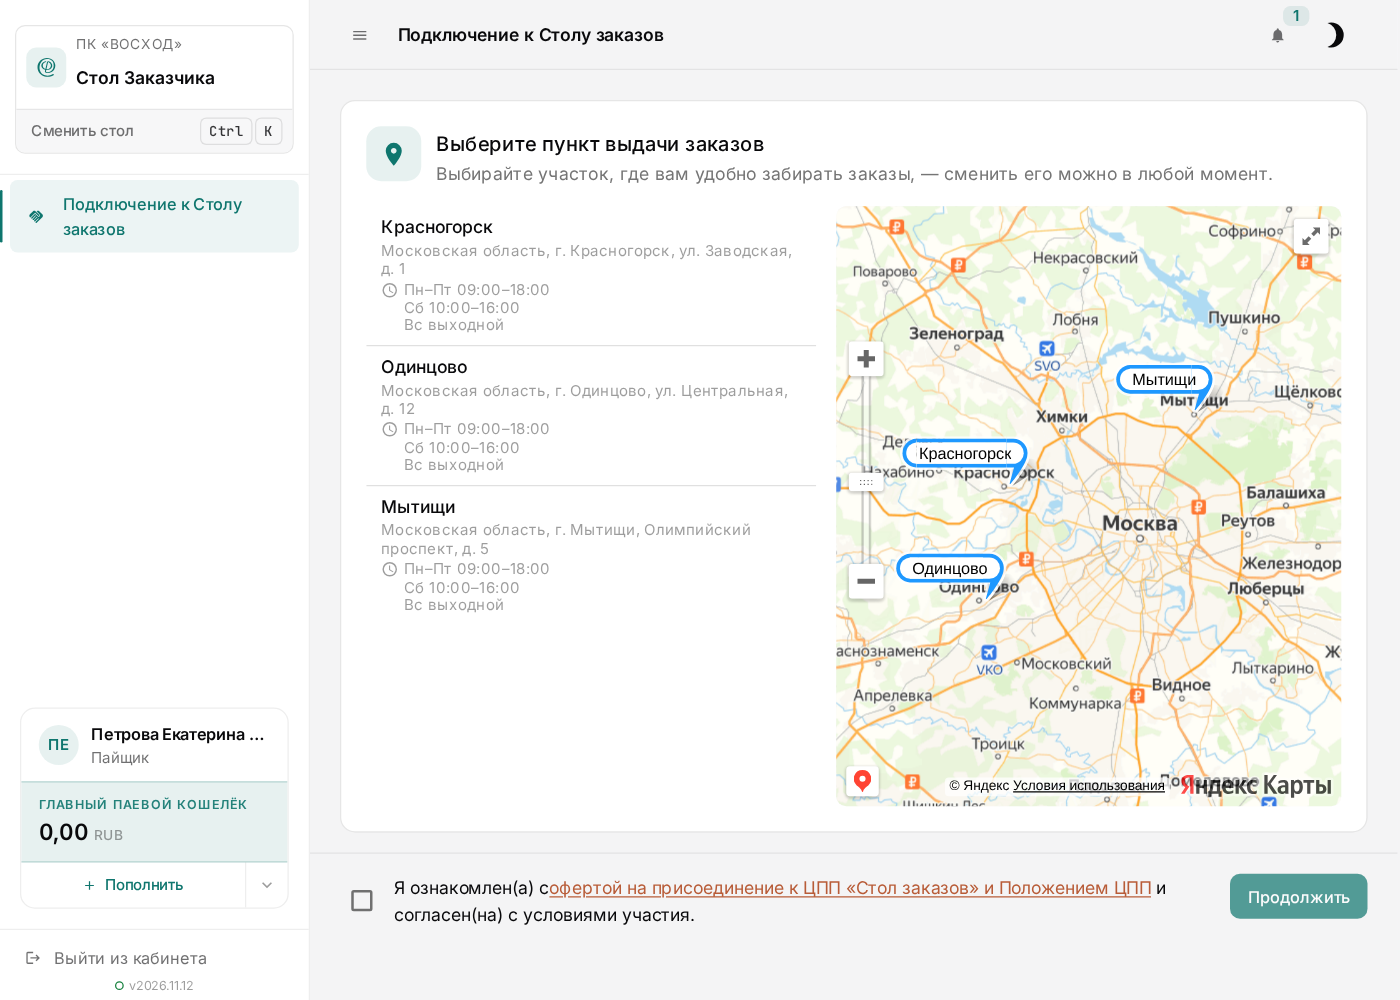 ПК «ВОСХОД»
Стол Заказчика
Сменить стол
Ctrl K
Подключение к Столу
заказов
ПЕ
Петрова Екатерина ...
Пайщик
ГЛАВНЫЙ ПАЕВОЙ КОШЕЛЁК
0,00 RUB
+ Пополнить
Выйти из кабинета
v2026.11.12
Подключение к Столу заказов
1
Выберите пункт выдачи заказов
Выбирайте участок, где вам удобно забирать заказы, — сменить его можно в любой момент.
Красногорск
Московская область, г. Красногорск, ул. Заводская,
д. 1
Пн–Пт 09:00–18:00
Сб 10:00–16:00
Вс выходной
Одинцово
Московская область, г. Одинцово, ул. Центральная,
д. 12
Пн–Пт 09:00–18:00
Сб 10:00–16:00
Вс выходной
Мытищи
Московская область, г. Мытищи, Олимпийский
проспект, д. 5
Пн–Пт 09:00–18:00
Сб 10:00–16:00
Вс выходной
Софрино
Некрасовский
Поварово
Лобня
Пушкино
Зеленоград
SVO
Мытищи
Щёлково
Химки
Красногорск
Нахабино
Балашиха
Москва
Реутов
Железнодор
Одинцово
Люберцы
аснознаменск
VKO
Московский
Лыткарино
Видное
Апрелевка
Коммунарка
Троицк
© Яндекс Условия использования
Яндекс Карты
Я ознакомлен(а) с офертой на присоединение к ЦПП «Стол заказов» и Положением ЦПП и
согласен(на) с условиями участия.
Продолжить